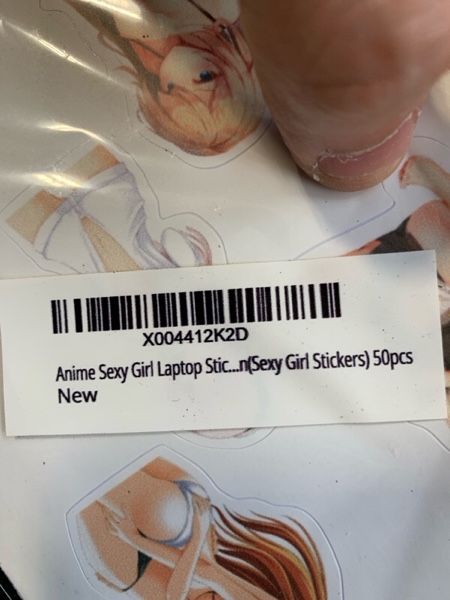 X004412K2D
Anime Sexy Girl Laptop Stic...n(Sexy Girl Stickers) 50pcs
New